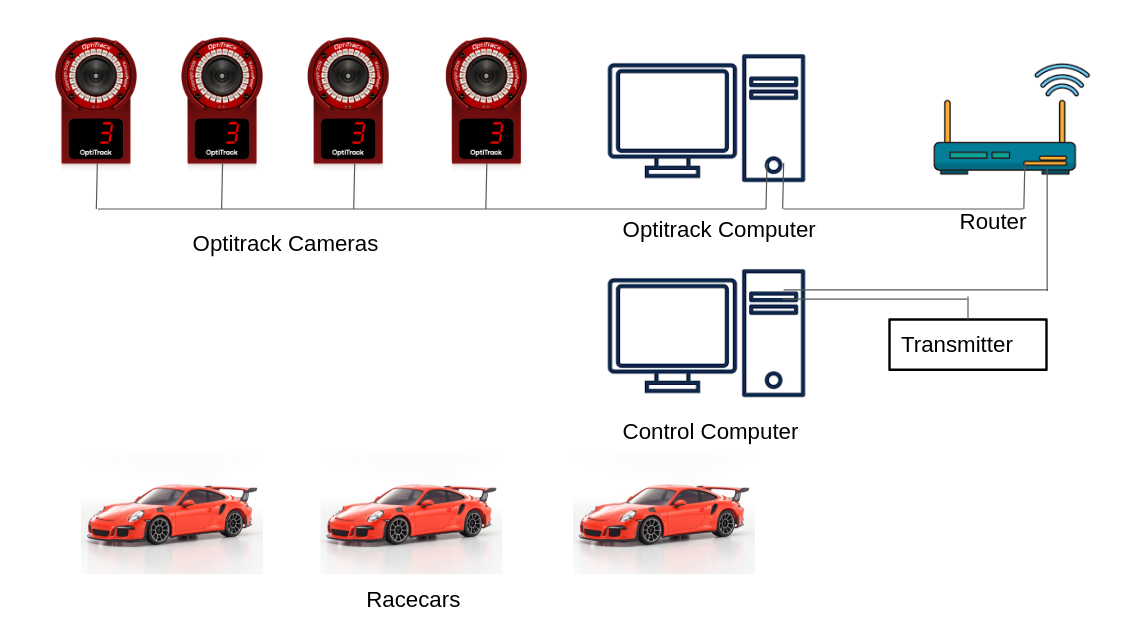 OptiTrack
OptiTrack
OptiTrack
OptiTrack
3
3
3
3
OptiTrack
OptiTrack
OptiTrack
OptiTrack
Optitrack Cameras
Optitrack Computer
Router
Transmitter
Control Computer
Racecars